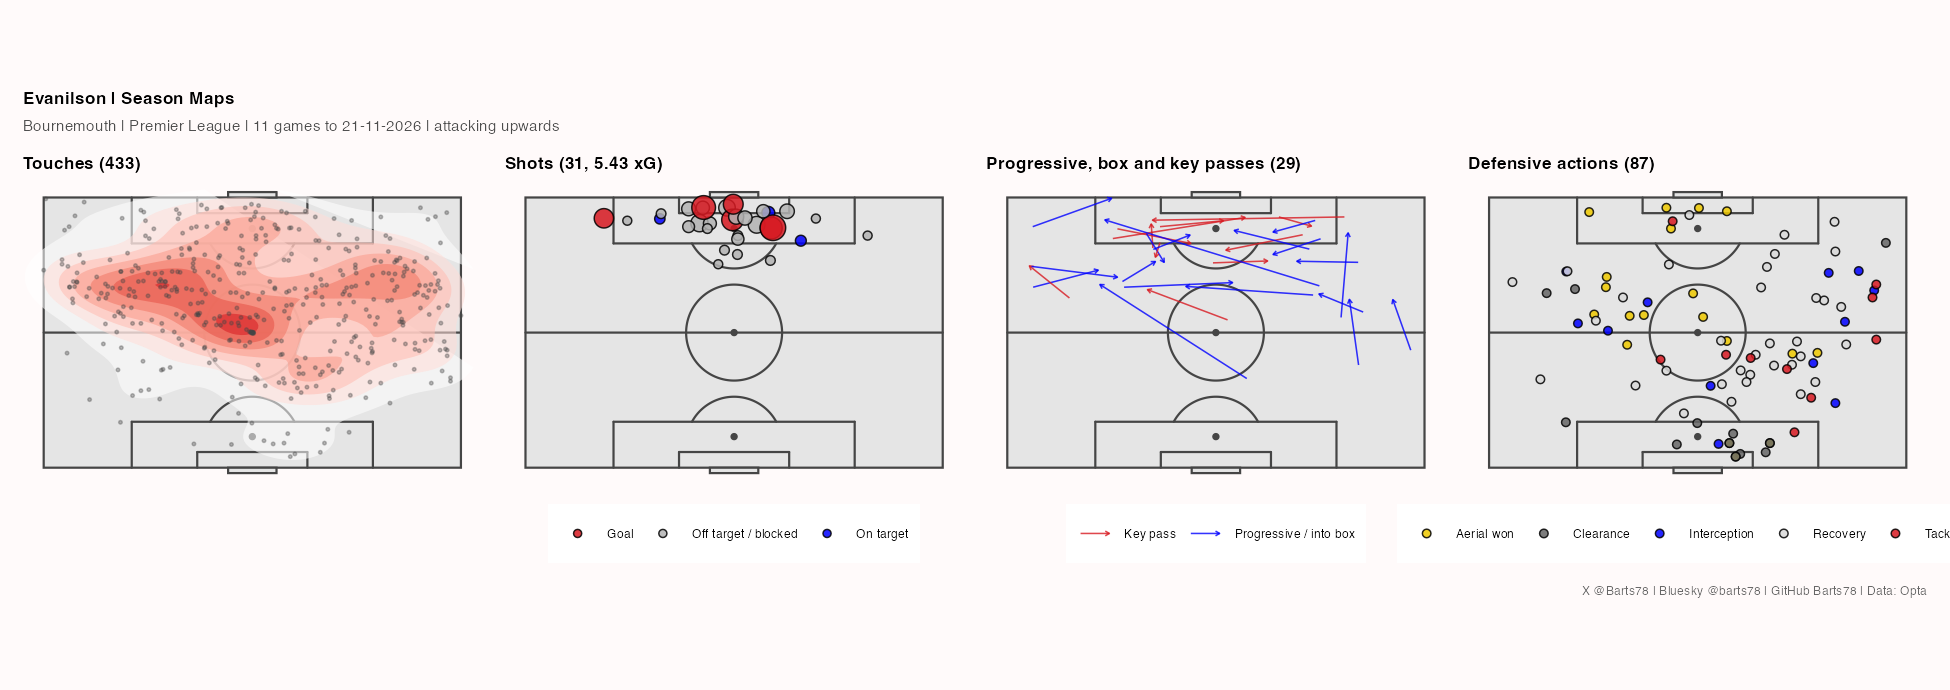 Evanilson | Season Maps
Bournemouth | Premier League | 11 games to 21-11-2026 | attacking upwards
Touches (433)
Shots (31, 5.43 xG)
Progressive, box and key passes (29)
Defensive actions (87)
Goal
Off target / blocked
On target
Key pass
Progressive / into box
Aerial won
Clearance
Interception
Recovery
Tack
X @Barts78 | Bluesky @barts78 | GitHub Barts78 | Data: Opta